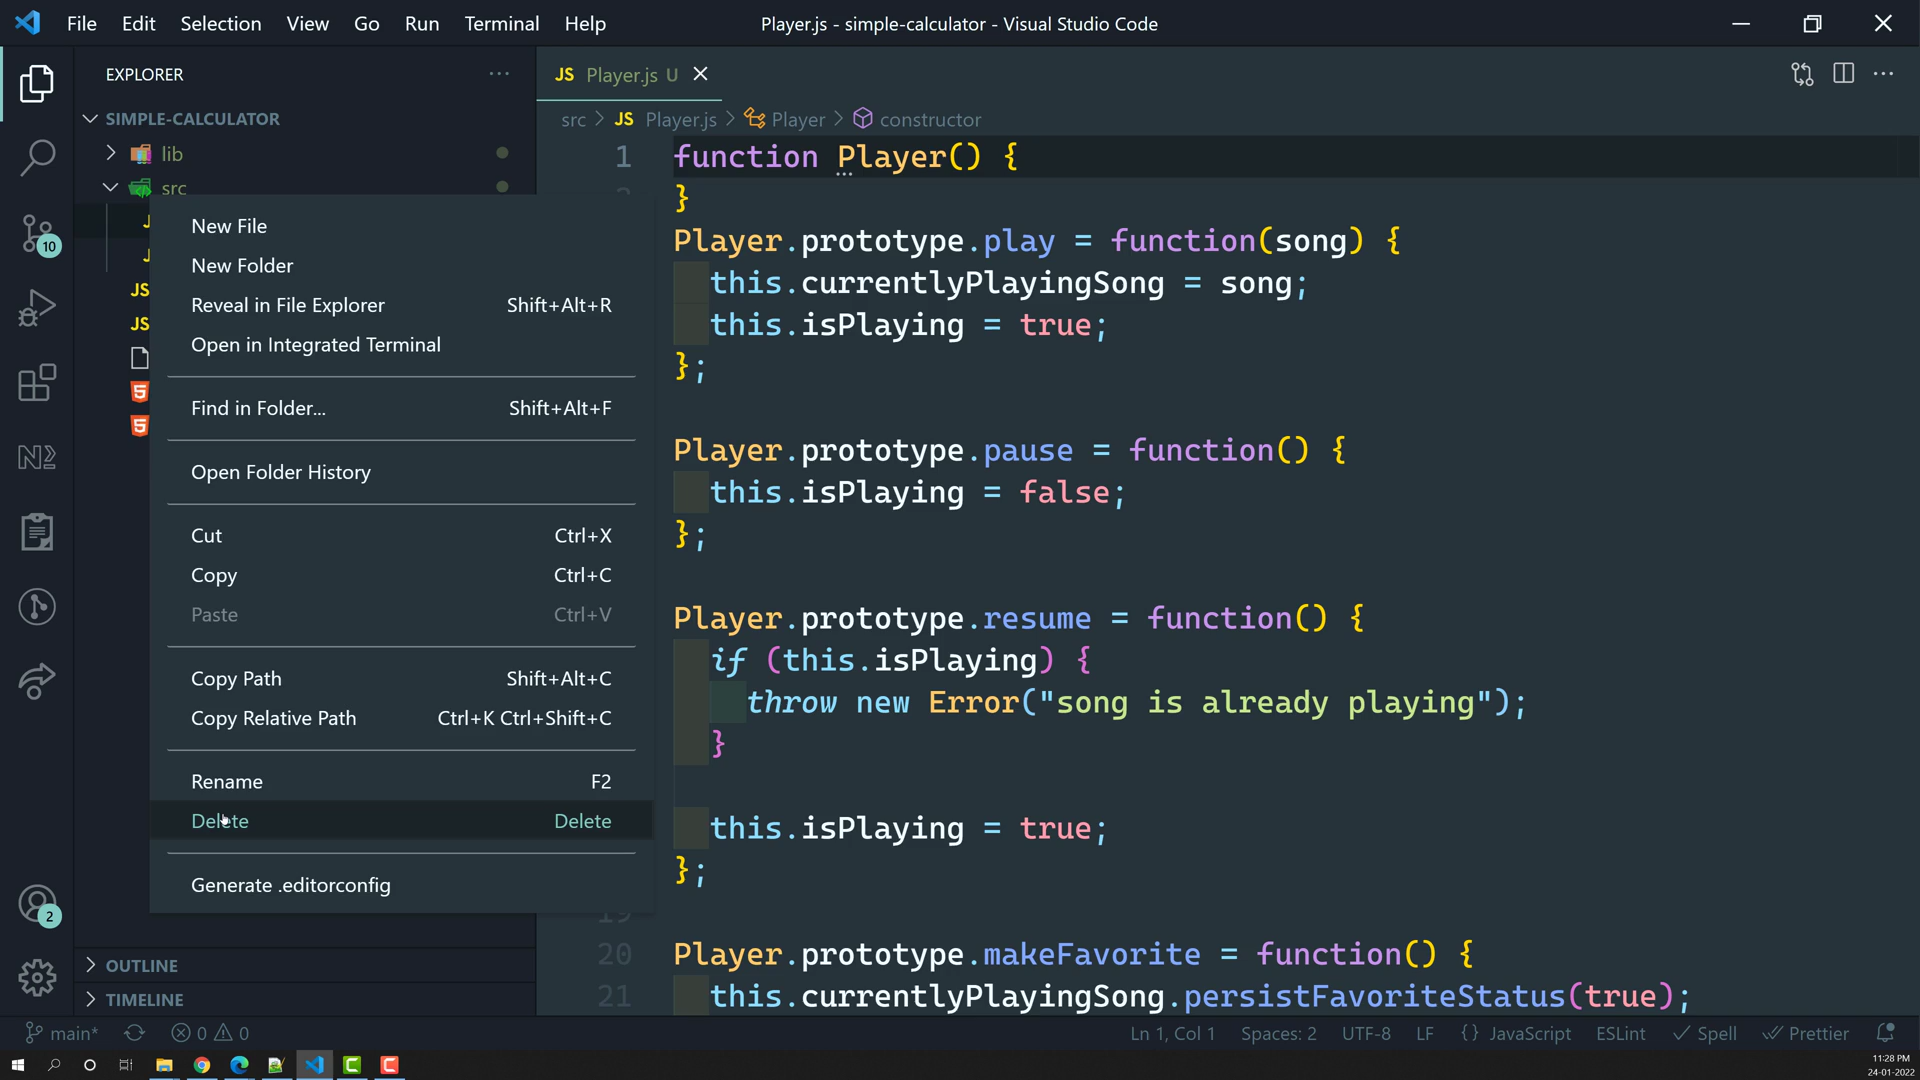 File Edit Selection View Go Run Terminal Help Player.js - simple-calculator - Visual Studio Code
EXPLORER
SIMPLE-CALCULATOR
lib
src
JS
JS
5
5
10
2
New File
New Folder
Reveal in File Explorer Shift+Alt+R
Open in Integrated Terminal
Find in Folder... Shift+Alt+F
Open Folder History
Cut Ctrl+X
Copy Ctrl+C
Paste Ctrl+V
Copy Path Shift+Alt+C
Copy Relative Path Ctrl+K Ctrl+Shift+C
Rename F2
Delete Delete
Generate .editorconfig
OUTLINE
TIMELINE
JS Player.js U
src > JS Player.js > Player > constructor
1 function Player() {
}
Player.prototype.play = function(song) {
this.currentlyPlayingSong = song;
this.isPlaying = true;
};
Player.prototype.pause = function() {
this.isPlaying = false;
};
Player.prototype.resume = function() {
if (this.isPlaying) {
throw new Error("song is already playing");
}
this.isPlaying = true;
};
19
20 Player.prototype.makeFavorite = function() {
21 this.currentlyPlayingSong.persistFavoriteStatus(true);
main* 0 0 Ln 1, Col 1 Spaces: 2 UTF-8 LF {} JavaScript ESLint Spell Prettier
11:28 PM
24-01-2022